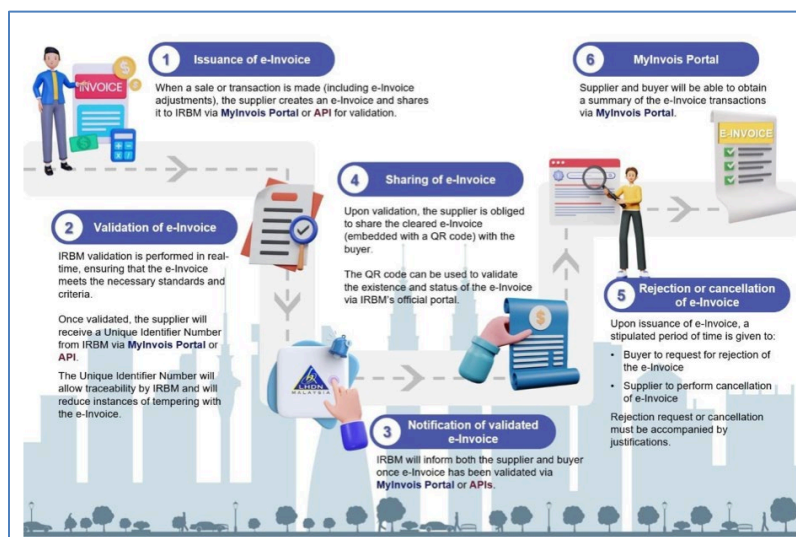 1
Issuance of e-Invoice
When a sale or transaction is made (including e-Invoice
adjustments), the supplier creates an e-Invoice and shares
it to IRBM via MyInvois Portal or API for validation.
INVOICE
$
2
Validation of e-Invoice
IRBM validation is performed in real-
time, ensuring that the e-Invoice
meets the necessary standards and
criteria.
Once validated, the supplier will
receive a Unique Identifier Number
from IRBM via MyInvois Portal or
API.
The Unique Identifier Number will
allow traceability by IRBM and will
reduce instances of tempering with
the e-Invoice.
LHDN
MALAYSIA
3
Notification of validated
e-Invoice
IRBM will inform both the supplier and buyer
once e-Invoice has been validated via
MyInvois Portal or APIs.
4
Sharing of e-Invoice
Upon validation, the supplier is obliged
to share the cleared e-Invoice
(embedded with a QR code) with the
buyer.
The QR code can be used to validate
the existence and status of the e-Invoice
via IRBM's official portal.
$
5
Rejection or cancellation
of e-Invoice
Upon issuance of e-Invoice, a
stipulated period of time is given to:
• Buyer to request for rejection of
the e-Invoice
• Supplier to perform cancellation
of e-Invoice
Rejection request or cancellation
must be accompanied by
justifications.
6
MyInvois Portal
Supplier and buyer will be able to obtain
a summary of the e-Invoice transactions
via MyInvois Portal.
E-INVOICE